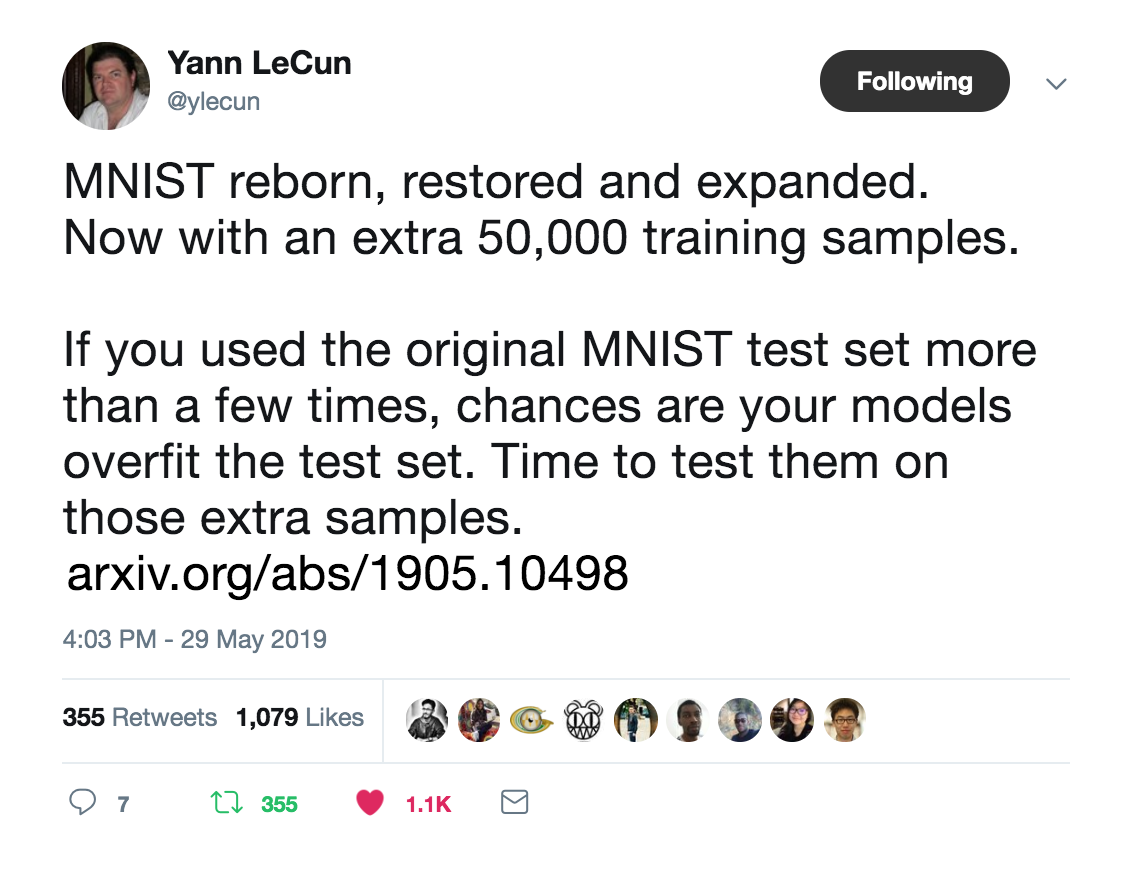 Yann LeCun
@ylecun
Following
MNIST reborn, restored and expanded.
Now with an extra 50,000 training samples.
If you used the original MNIST test set more
than a few times, chances are your models
overfit the test set. Time to test them on
those extra samples.
arxiv.org/abs/1905.10498
4:03 PM - 29 May 2019
355 Retweets 1,079 Likes
7 355 1.1K